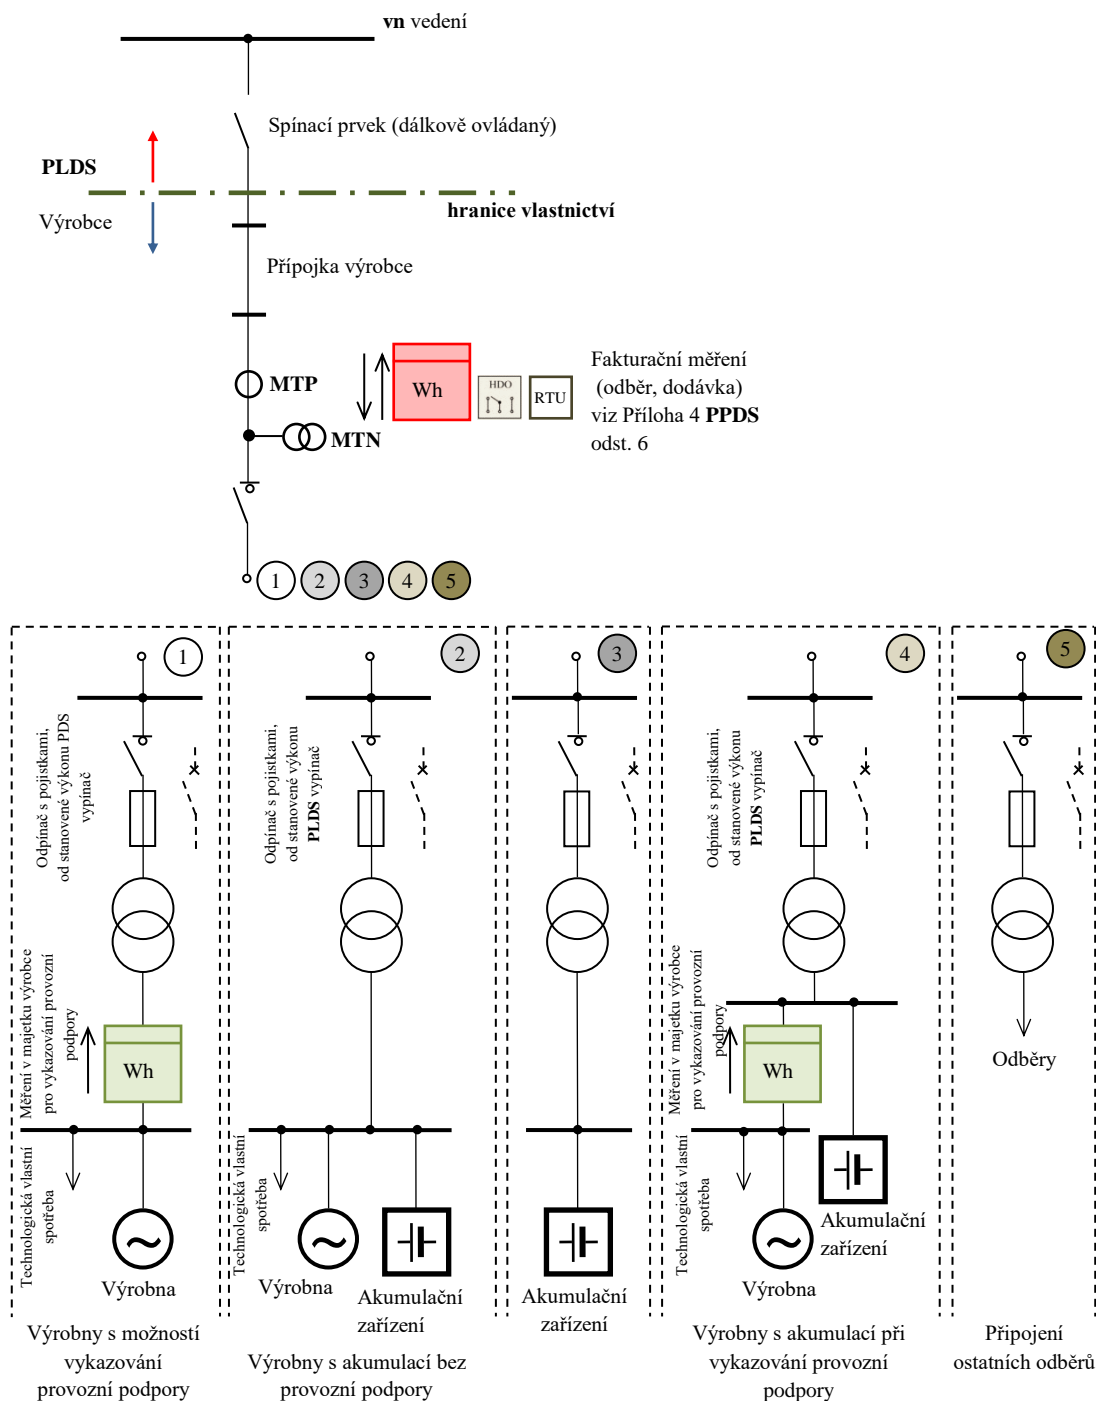 vn vedení
Spínací prvek (dálkově ovládaný)
PLDS
hranice vlastnictví
Výrobce
Přípojka výrobce
MTP
Wh
HDO
RTU
Fakturační měření
(odběr, dodávka)
viz Příloha 4 PPDS
odst. 6
MTN
1 2 3 4 5
1
Odpínač s pojistkami,
od stanovené výkonu PDS
vypínač
Měření v majetku výrobce
pro vykazování provozní
podpory
Wh
Technologická vlastní
spotřeba
Výrobna
Výrobny s možností
vykazování
provozní podpory
2
Odpínač s pojistkami,
od stanovené výkonu
PLDS vypínač
Technologická vlastní
spotřeba
Výrobna
Akumulační
zařízení
Výrobny s akumulací bez
provozní podpory
3
Akumulační
zařízení
4
Odpínač s pojistkami,
od stanovené výkonu
PLDS vypínač
Měření v majetku výrobce
pro vykazování provozní
podpory
Wh
Technologická vlastní
spotřeba
Výrobna
Akumulační
zařízení
Výrobny s akumulací při
vykazování provozní
podpory
5
Odběry
Připojení
ostatních odběrů